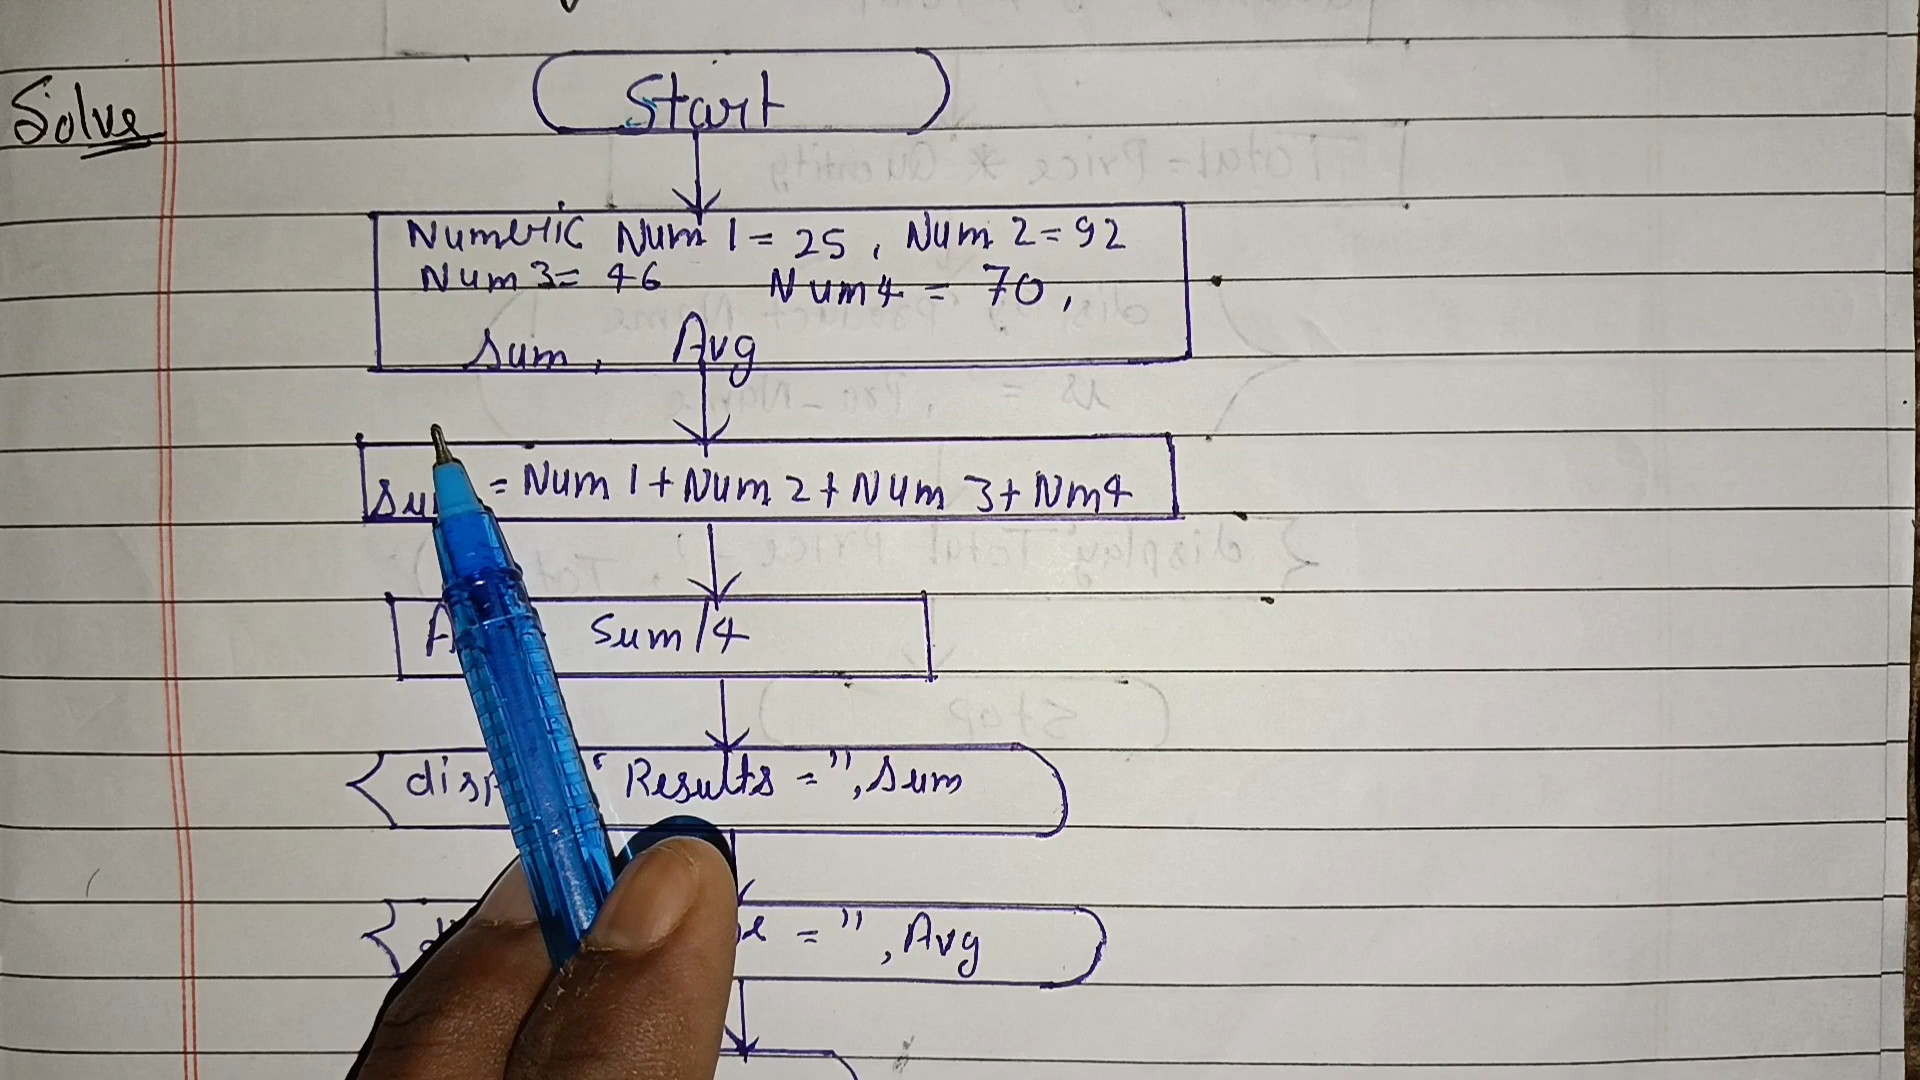 Solve
Start
Numeric Num 1 = 25, Num 2 = 92
Num 3 = 46 Num 4 = 70,
Sum, Avg
= Num 1 + Num 2 + Num 3 + Nm4
Sum/4
"Results =", Sum
=", Avg